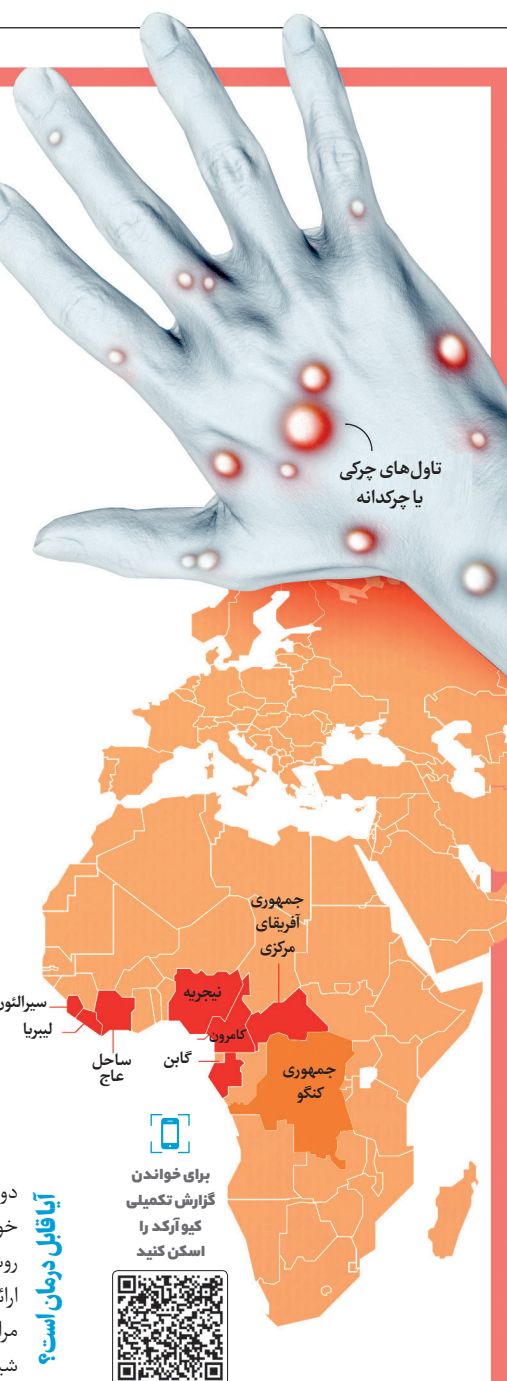 تاول‌های چرکی
یا چرکدانه
جمهوری
آفریقای
مرکزی
نیجریه
کامرون
سیرالئون
لیبریا
ساحل
عاج
گابن
جمهوری
کنگو
برای خواندن
گزارش تکمیلی
کیوآرکد را
اسکن کنید
آیا قابل درمان است؟